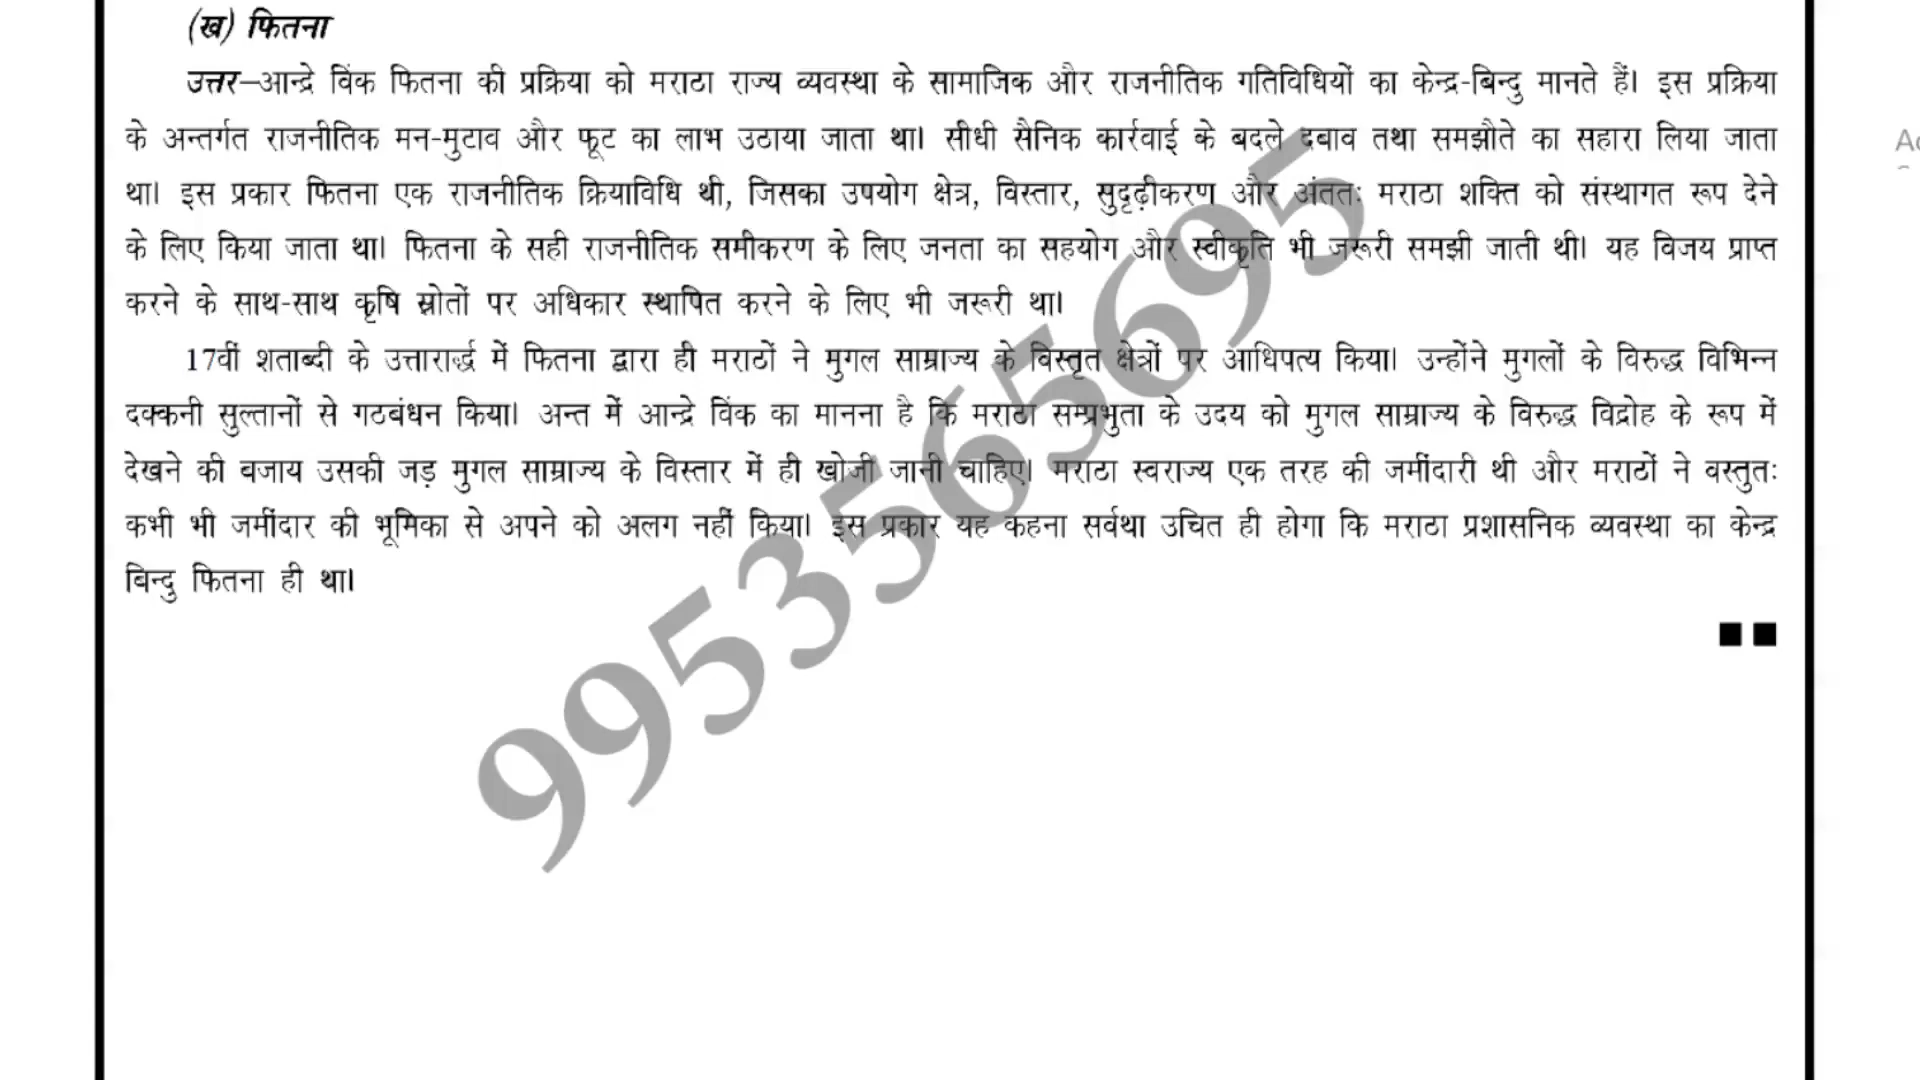 (ख) फितना
उत्तर–आन्द्रे विंक फितना की प्रक्रिया को मराठा राज्य व्यवस्था के सामाजिक और राजनीतिक गतिविधियों का केन्द्र-बिन्दु मानते हैं। इस प्रक्रिया
के अन्तर्गत राजनीतिक मन-मुटाव और फूट का लाभ उठाया जाता था। सीधी सैनिक कार्रवाई के बदले दबाव तथा समझौते का सहारा लिया जाता
था। इस प्रकार फितना एक राजनीतिक क्रियाविधि थी, जिसका उपयोग क्षेत्र, विस्तार, सुदृढ़ीकरण और अंततः मराठा शक्ति को संस्थागत रूप देने
के लिए किया जाता था। फितना के सही राजनीतिक समीकरण के लिए जनता का सहयोग और स्वीकृति भी जरूरी समझी जाती थी। यह विजय प्राप्त
करने के साथ-साथ कृषि स्रोतों पर अधिकार स्थापित करने के लिए भी जरूरी था।
17वीं शताब्दी के उत्तारार्द्ध में फितना द्वारा ही मराठों ने मुगल साम्राज्य के विस्तृत क्षेत्रों पर आधिपत्य किया। उन्होंने मुगलों के विरुद्ध विभिन्न
दक्कनी सुल्तानों से गठबंधन किया। अन्त में आन्द्रे विंक का मानना है कि मराठा सम्प्रभुता के उदय को मुगल साम्राज्य के विरुद्ध विद्रोह के रूप में
देखने की बजाय उसकी जड़ मुगल साम्राज्य के विस्तार में ही खोजी जानी चाहिए। मराठा स्वराज्य एक तरह की जमींदारी थी और मराठों ने वस्तुतः
कभी भी जमींदार की भूमिका से अपने को अलग नहीं किया। इस प्रकार यह कहना सर्वथा उचित ही होगा कि मराठा प्रशासनिक व्यवस्था का केन्द्र
बिन्दु फितना ही था।
9953565695